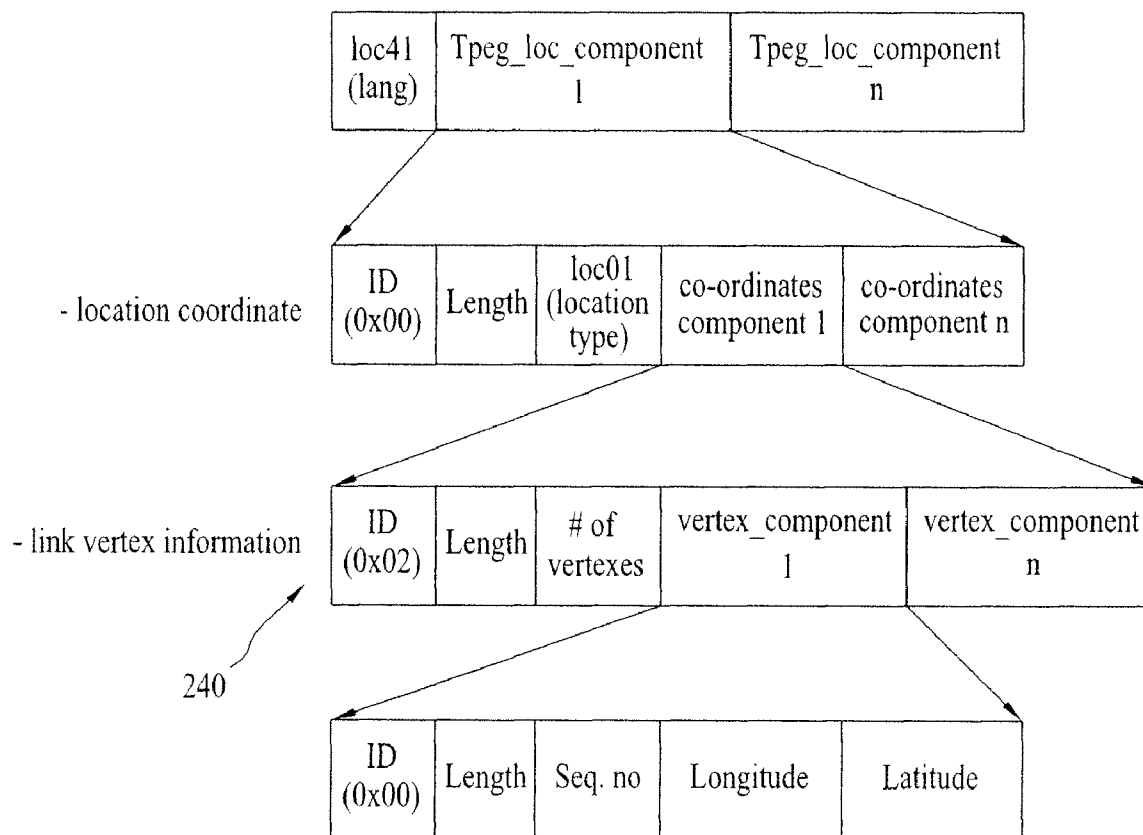 loc41
(lang)
Tpeg_loc_component
1
Tpeg_loc_component
n
- location coordinate
ID
(0x00)
Length
loc01
(location
type)
co-ordinates
component 1
co-ordinates
component n
- link vertex information
ID
(0x02)
Length
# of
vertexes
vertex_component
1
vertex_component
n
240
ID
(0x00)
Length
Seq. no
Longitude
Latitude